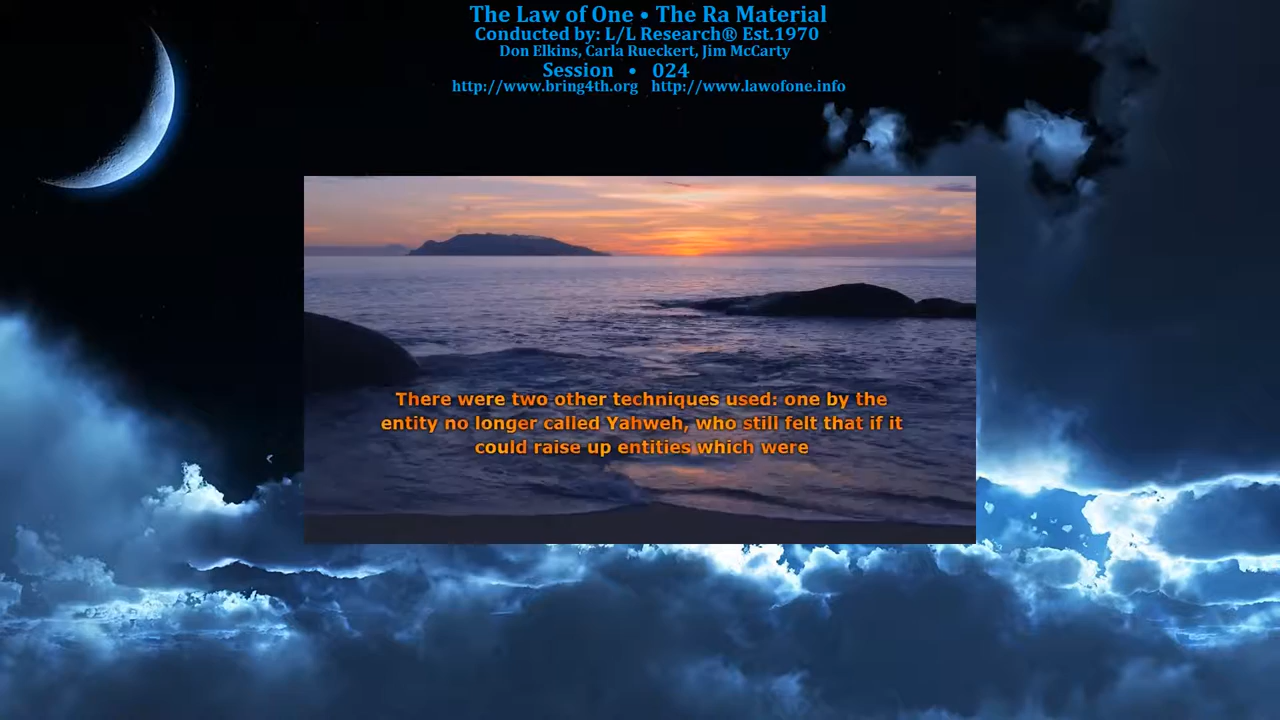 The Law of One • The Ra Material
Conducted by: L/L Research® Est.1970
Don Elkins, Carla Rueckert, Jim McCarty
Session • 024
http://www.bring4th.org http://www.lawofone.info
There were two other techniques used: one by the
entity no longer called Yahweh, who still felt that if it
could raise up entities which were